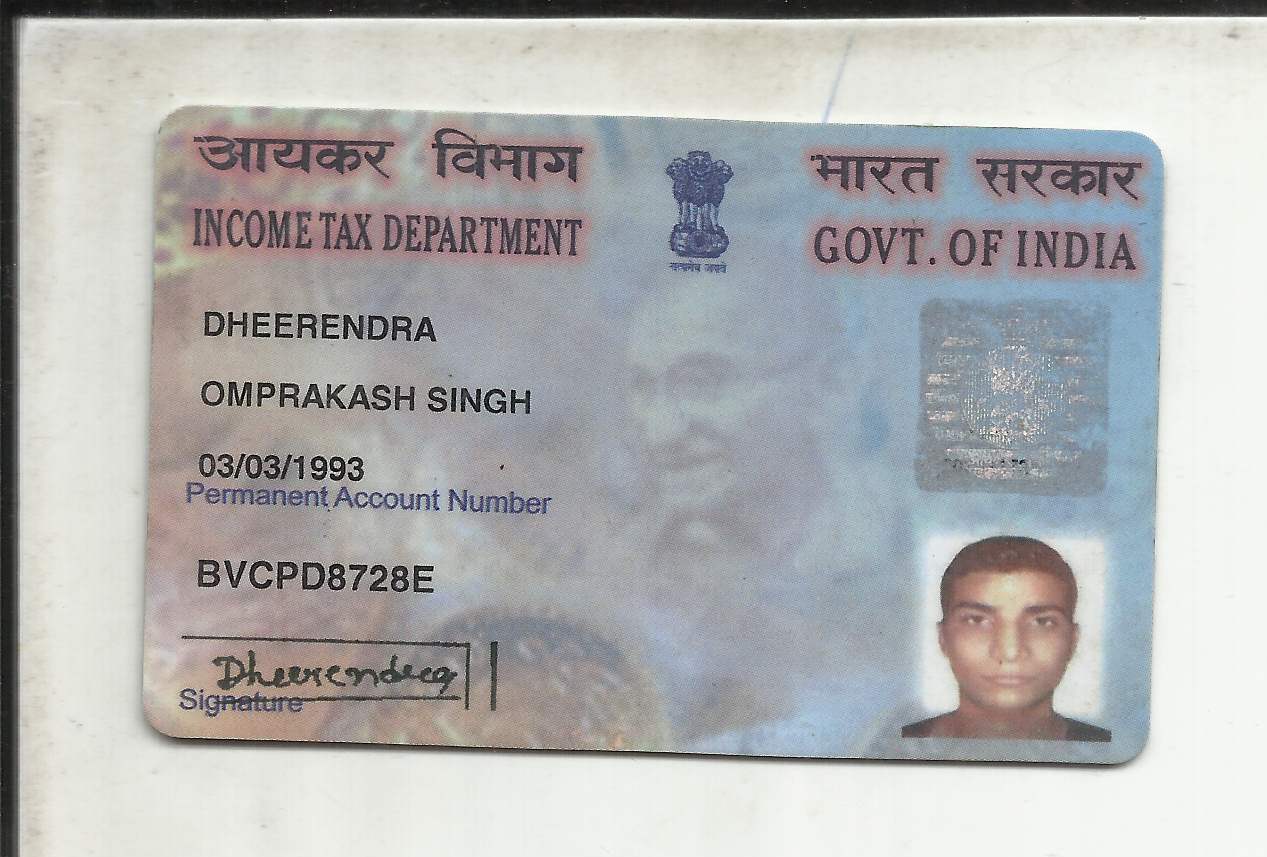 आयकर विभाग
INCOME TAX DEPARTMENT
भारत सरकार
GOVT. OF INDIA
सत्यमेव जयते
DHEERENDRA
OMPRAKASH SINGH
03/03/1993
Permanent Account Number
BVCPD8728E
Dheerendra
Signature